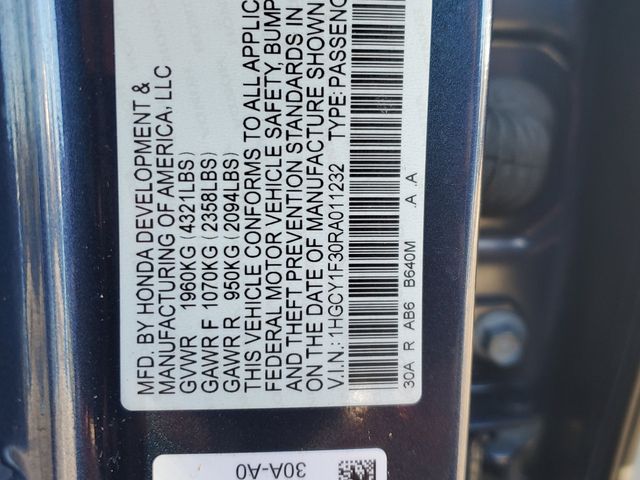 MFD. BY HONDA DEVELOPMENT &
MANUFACTURING OF AMERICA, LLC
GVWR 1960KG (4321LBS)
GAWR F 1070KG (2358LBS)
GAWR R 950KG (2094LBS)
THIS VEHICLE CONFORMS TO ALL APPLIC
FEDERAL MOTOR VEHICLE SAFETY, BUMP
AND THEFT PREVENTION STANDARDS IN
ON THE DATE OF MANUFACTURE SHOWN
V.I.N.: 1HGCY1F30RA011232 TYPE: PASSENG
30A R AB6 B640M .A .A
30A-A0